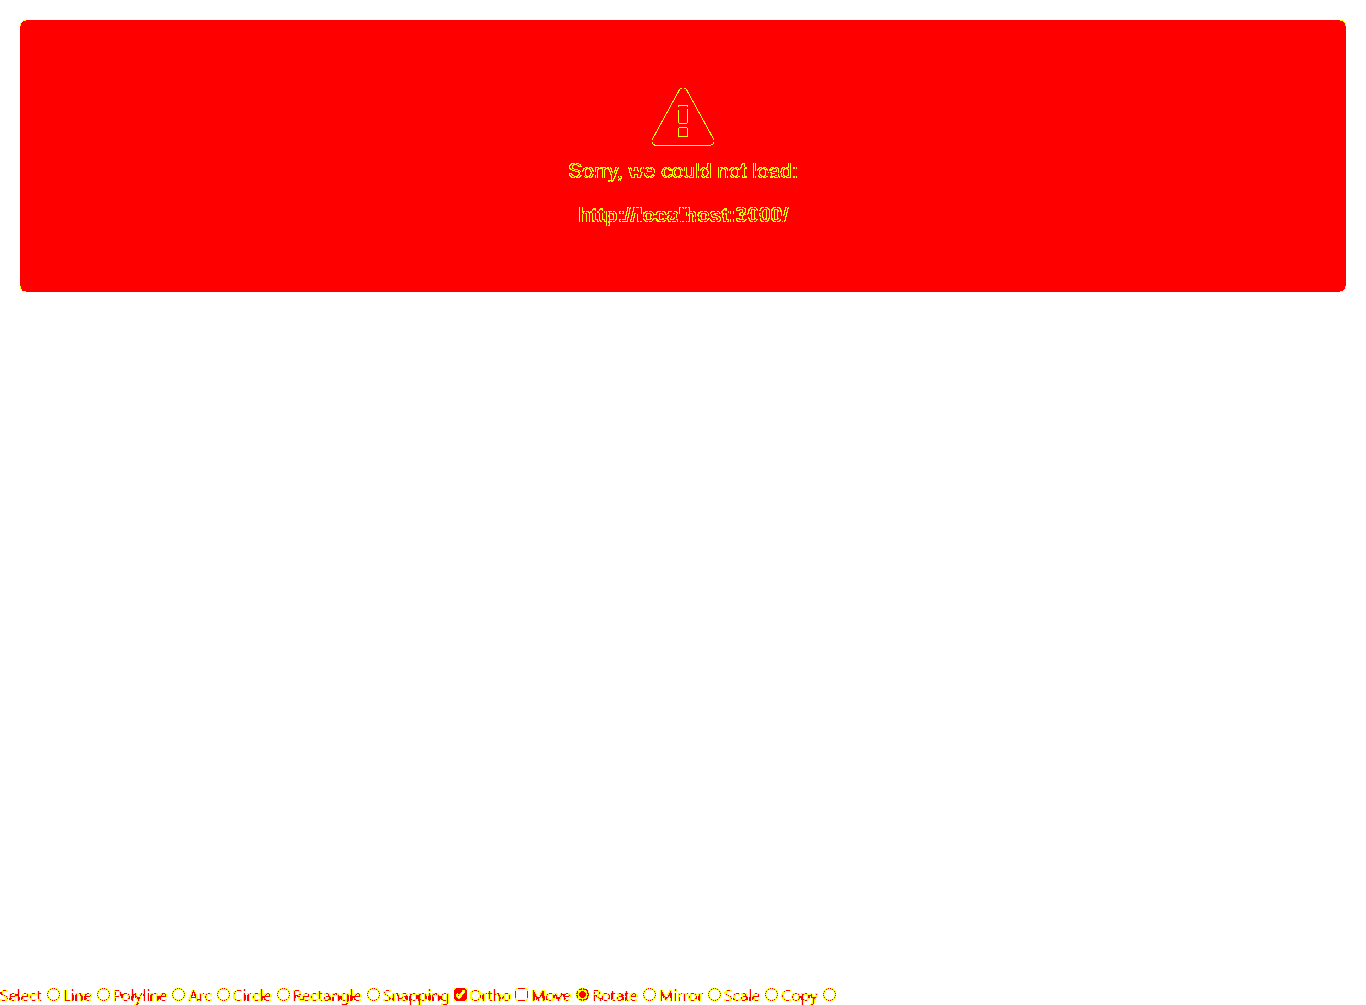 Sorry, we could not load:
http://localhost:3000/
Select Line Polyline Arc Circle Rectangle Snapping Ortho Move Rotate Mirror Scale Copy